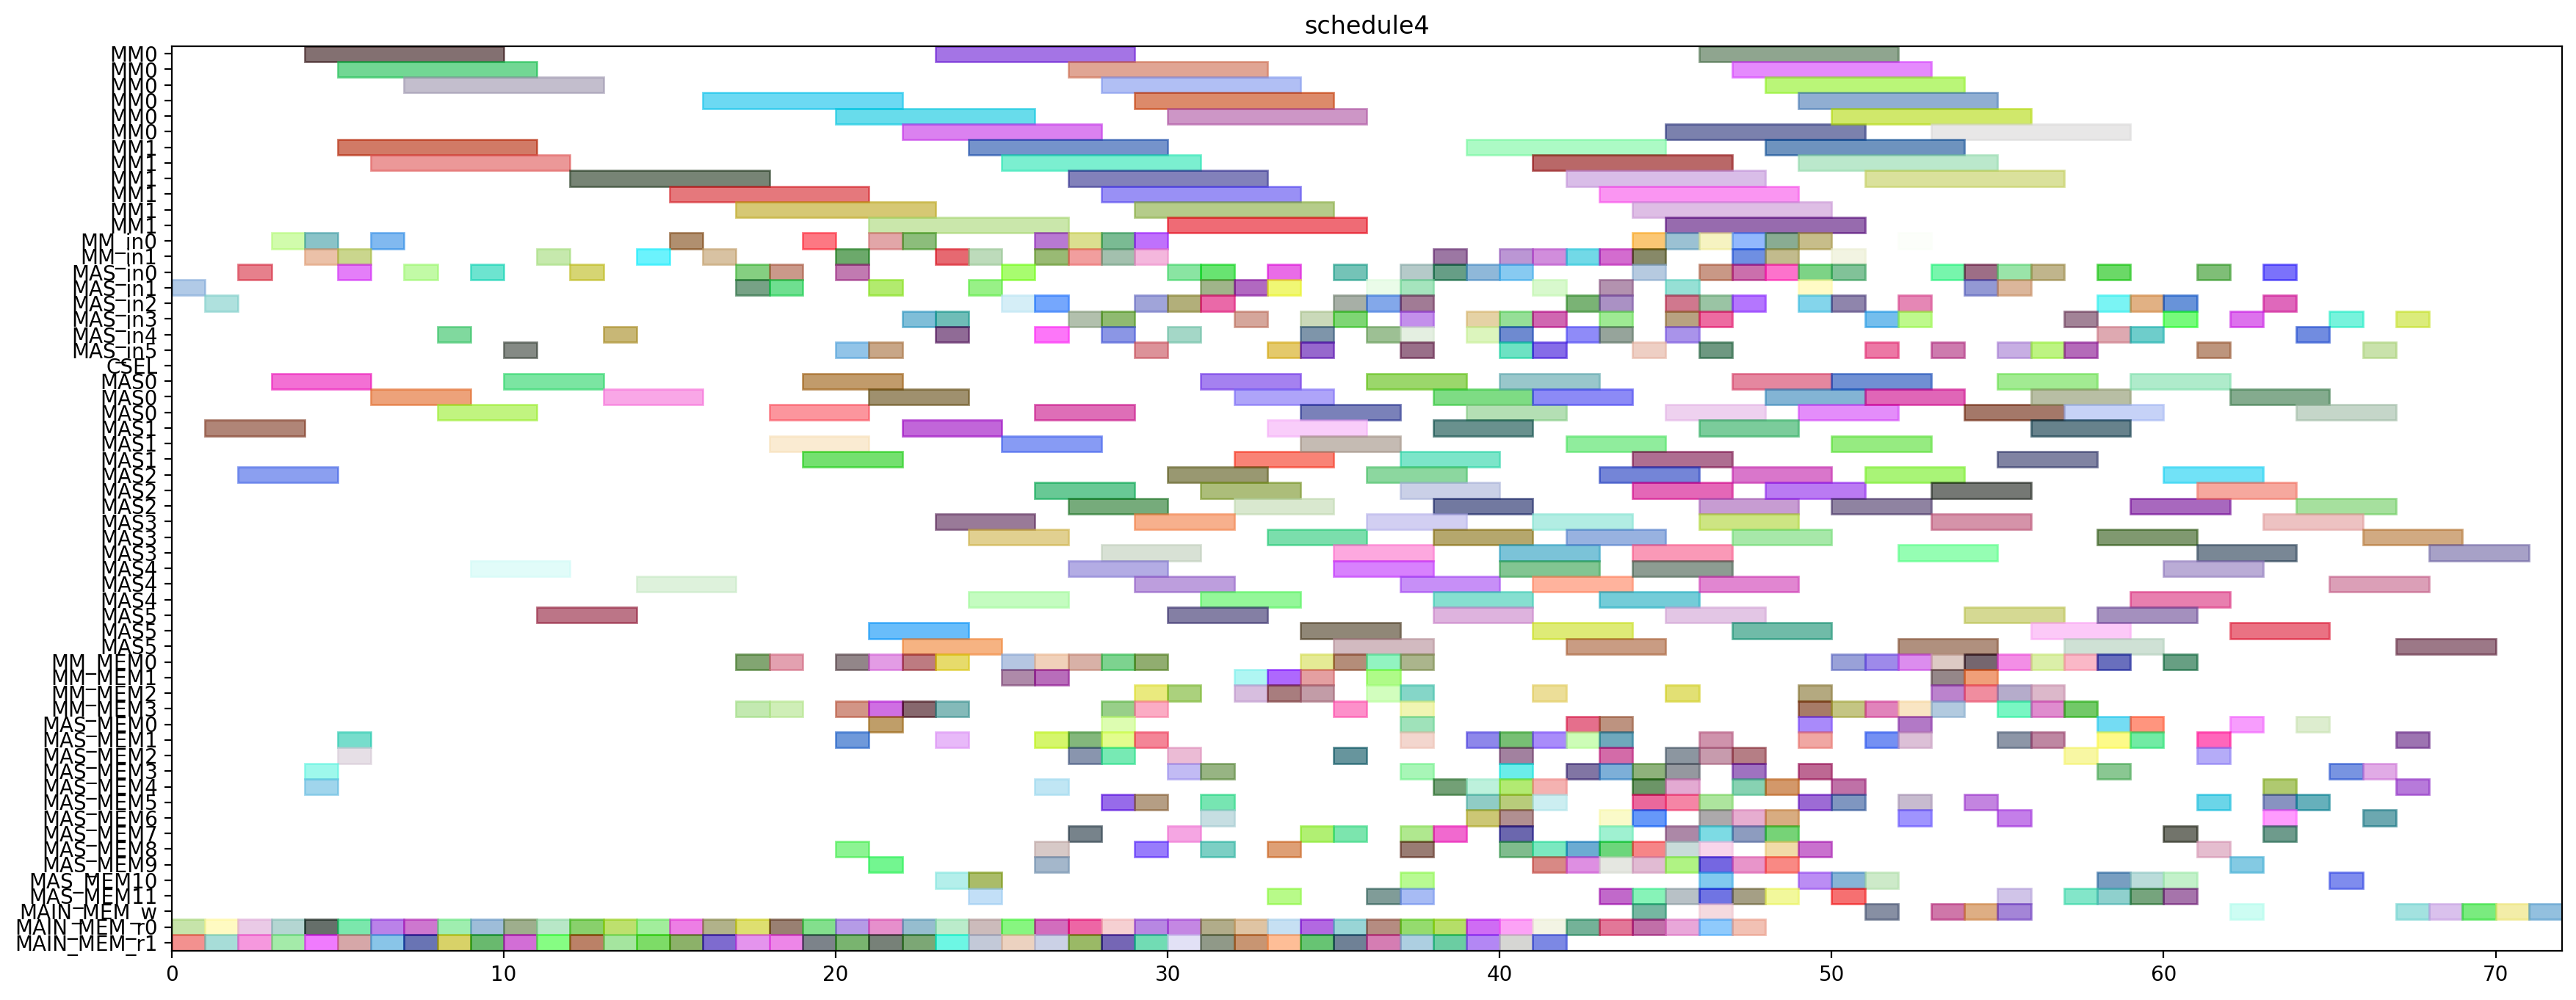 schedule4
MM0
MM0
MM0
MM0
MM0
MM0
MM1
MM1
MM1
MM1
MM1
MM1
MM_in0
MM_in1
MAS_in0
MAS_in1
MAS_in2
MAS_in3
MAS_in4
MAS_in5
CSEL
MAS0
MAS0
MAS0
MAS1
MAS1
MAS1
MAS2
MAS2
MAS2
MAS3
MAS3
MAS3
MAS4
MAS4
MAS4
MAS5
MAS5
MAS5
MM_MEM0
MM_MEM1
MM_MEM2
MM_MEM3
MAS_MEM0
MAS_MEM1
MAS_MEM2
MAS_MEM3
MAS_MEM4
MAS_MEM5
MAS_MEM6
MAS_MEM7
MAS_MEM8
MAS_MEM9
MAS_MEM10
MAS_MEM11
MAIN_MEM_w
MAIN_MEM_r0
MAIN_MEM_r1
0 10 20 30 40 50 60 70